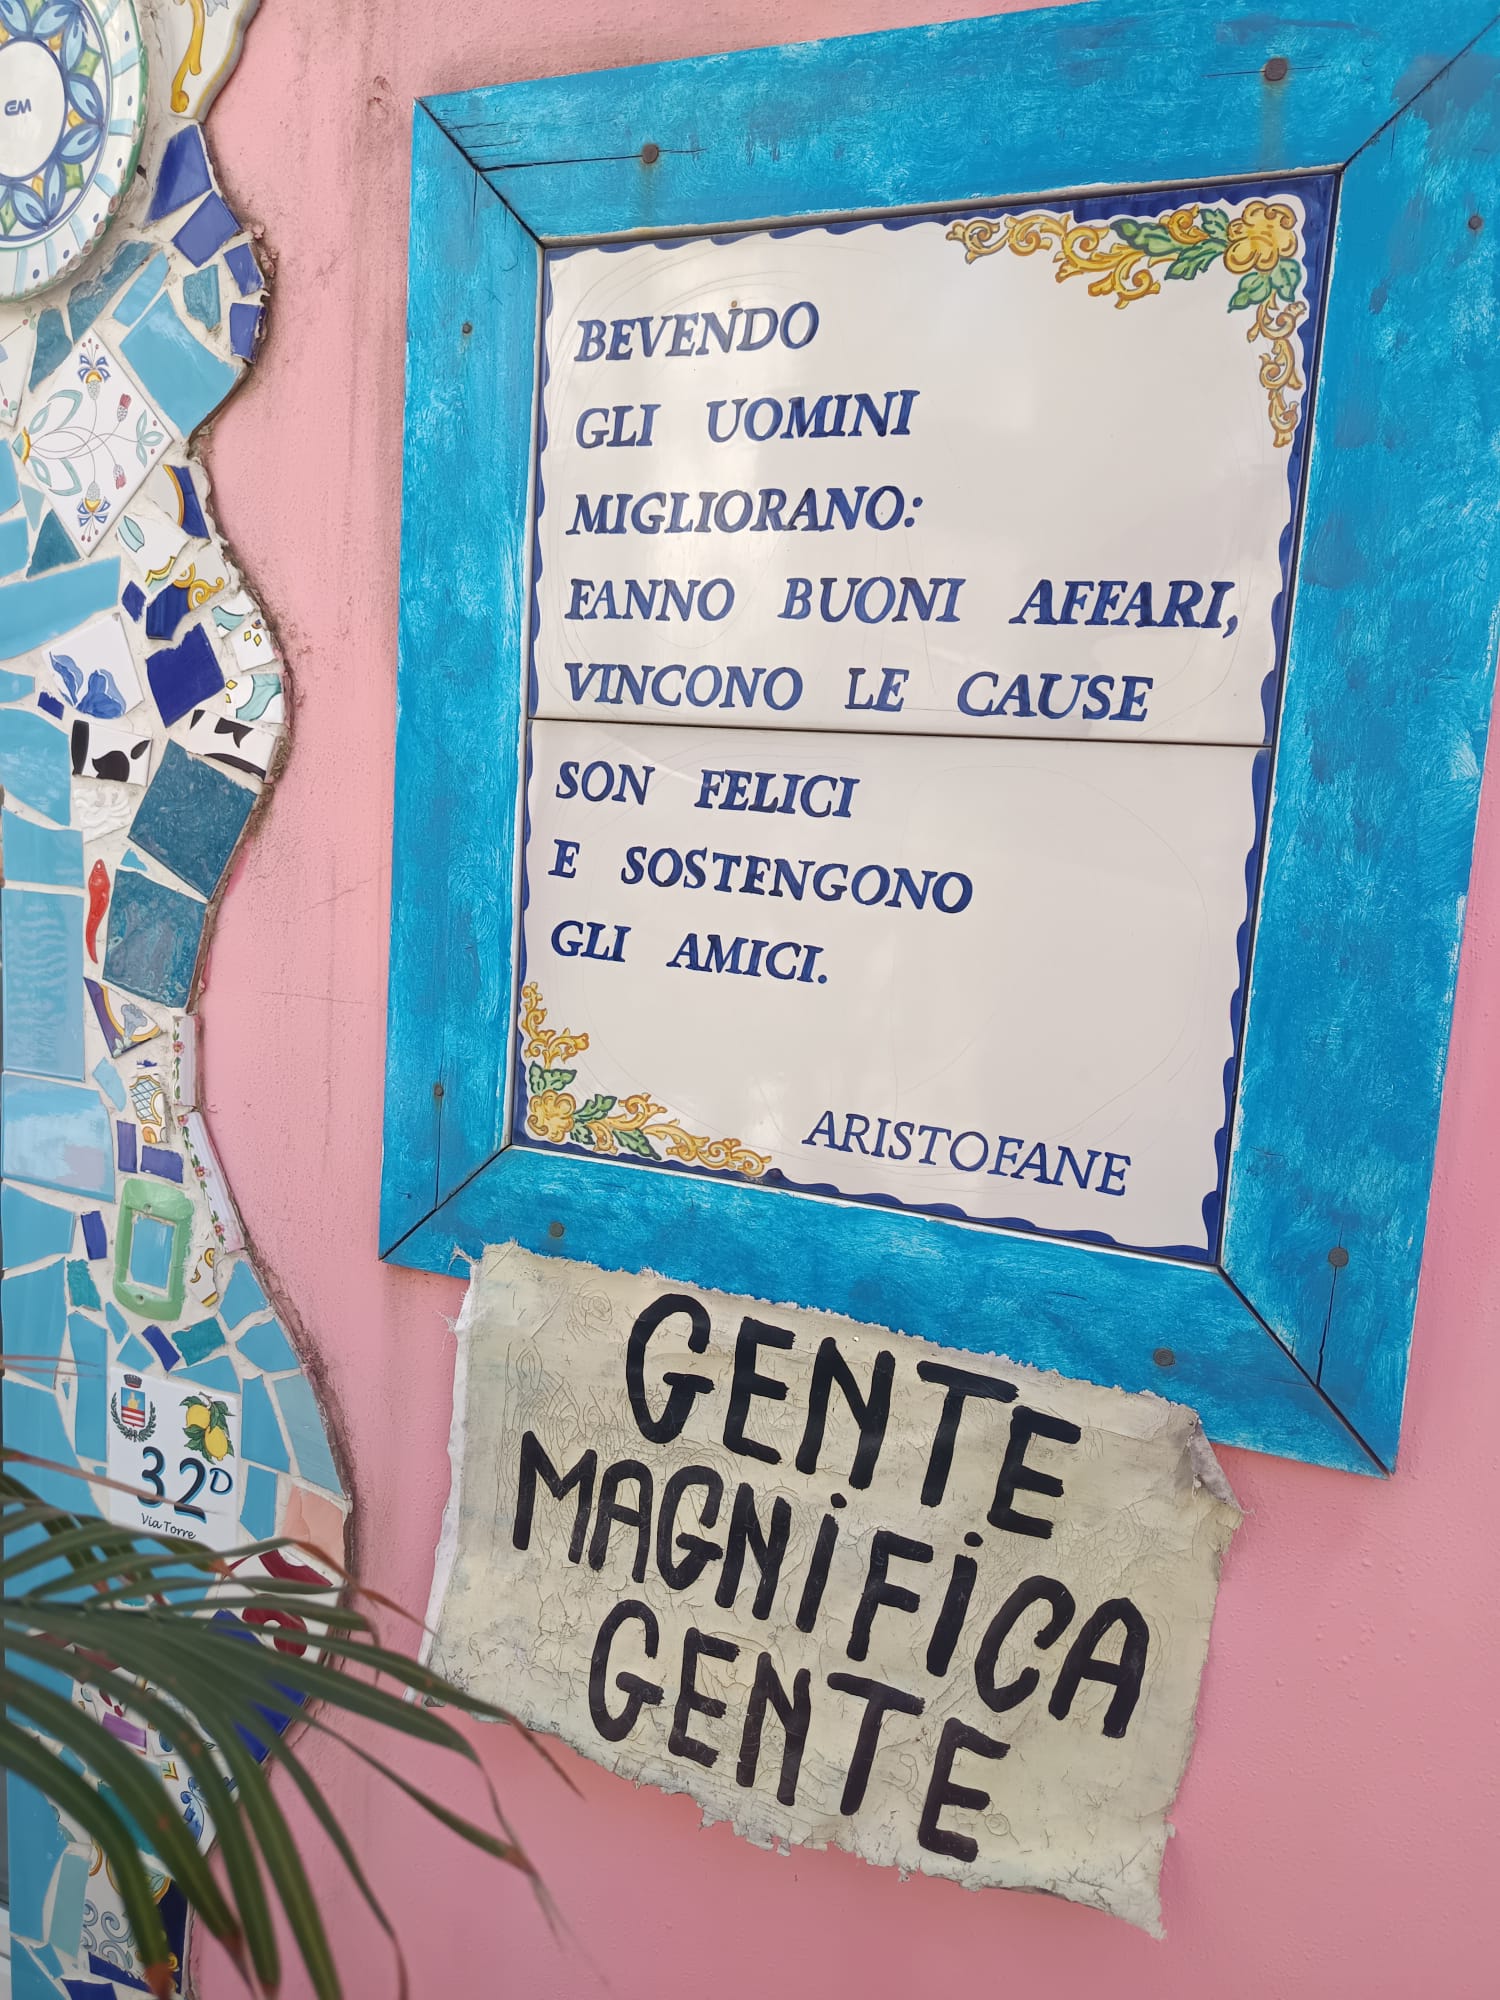 BEVENDO
GLI UOMINI
MIGLIORANO:
FANNO BUONI AFFARI,
VINCONO LE CAUSE
SON FELICI
E SOSTENGONO
GLI AMICI.
ARISTOFANE
GENTE
MAGNIFICA
GENTE
32D
Via Torre